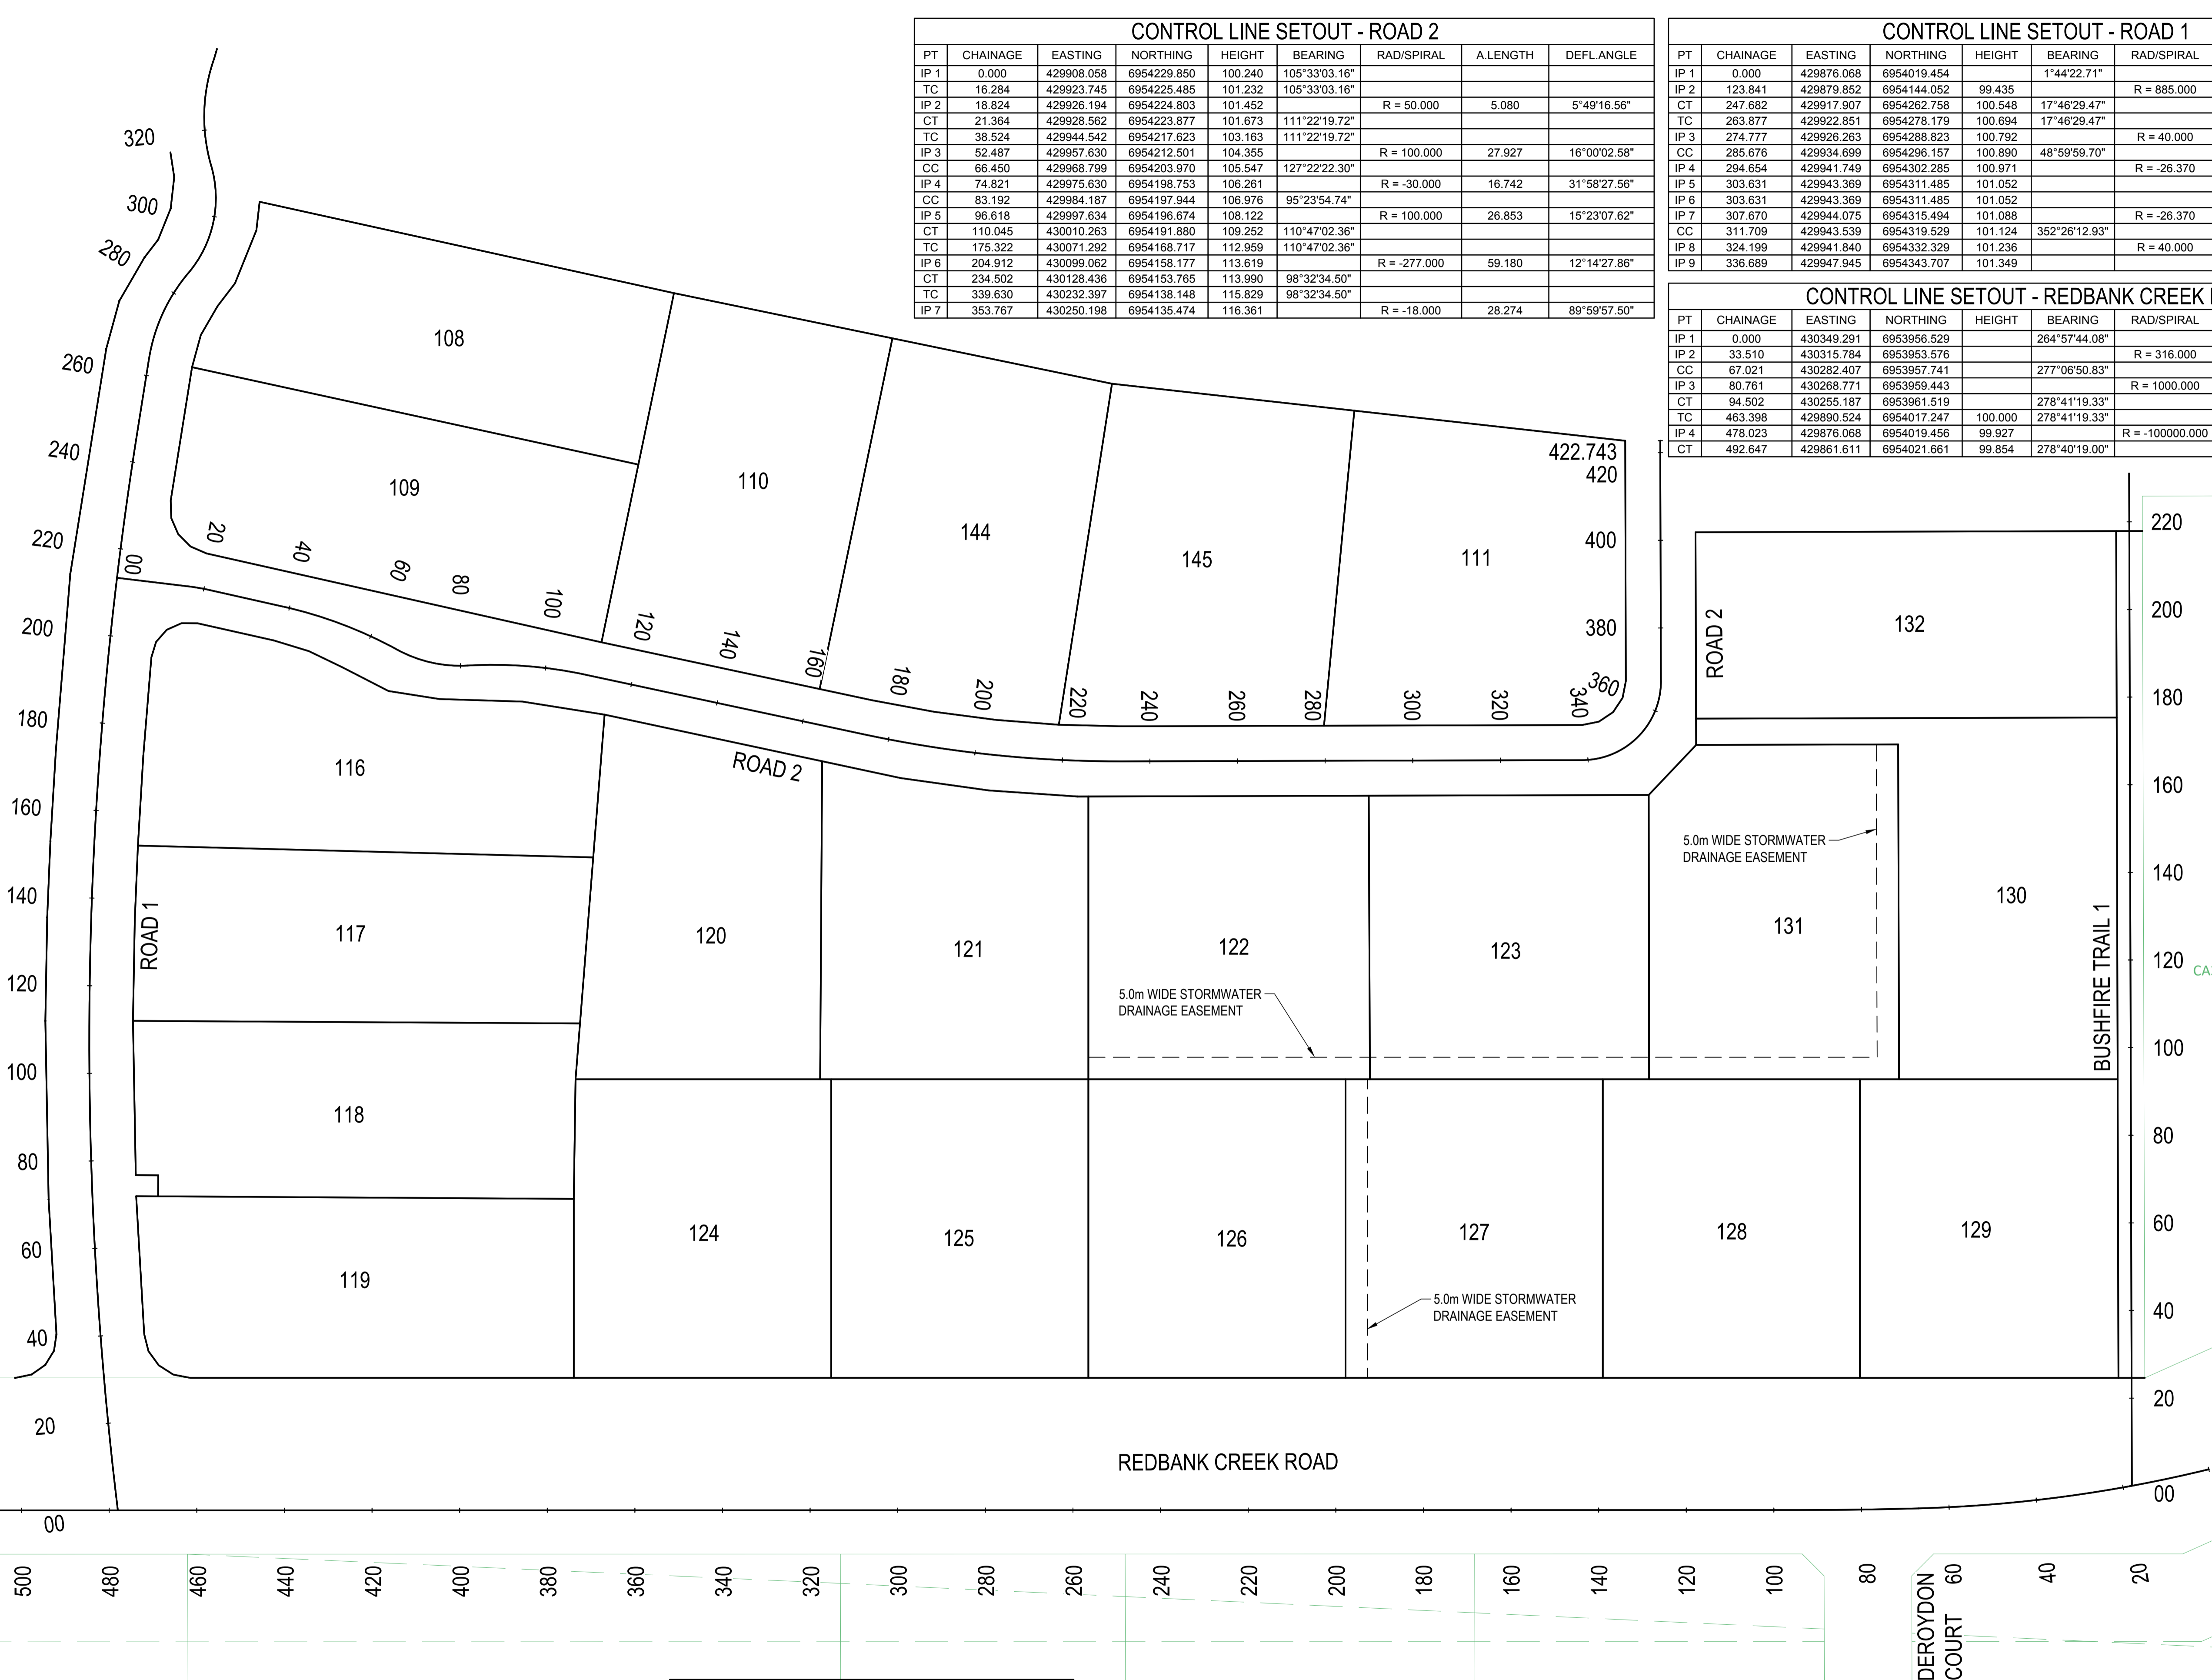 CONTROL LINE SETOUT - ROAD 2
PT CHAINAGE EASTING NORTHING HEIGHT BEARING RAD/SPIRAL A.LENGTH DEFL.ANGLE
IP 1 0.000 429908.058 6954229.850 100.240 105°33'03.16"
TC 16.284 429923.745 6954225.485 101.232 105°33'03.16"
IP 2 18.824 429926.194 6954224.803 101.452 R = 50.000 5.080 5°49'16.56"
CT 21.364 429928.562 6954223.877 101.673 111°22'19.72"
TC 38.524 429944.542 6954217.623 103.163 111°22'19.72"
IP 3 52.487 429957.630 6954212.501 104.355 R = 100.000 27.927 16°00'02.58"
CC 66.450 429968.799 6954203.970 105.547 127°22'22.30"
IP 4 74.821 429975.630 6954198.753 106.261 R = -30.000 16.742 31°58'27.56"
CC 83.192 429984.187 6954197.944 106.976 95°23'54.74"
IP 5 96.618 429997.634 6954196.674 108.122 R = 100.000 26.853 15°23'07.62"
CT 110.045 430010.263 6954191.880 109.252 110°47'02.36"
TC 175.322 430071.292 6954168.717 112.959 110°47'02.36"
IP 6 204.912 430099.062 6954158.177 113.619 R = -277.000 59.180 12°14'27.86"
CT 234.502 430128.436 6954153.765 113.990 98°32'34.50"
TC 339.630 430232.397 6954138.148 115.829 98°32'34.50"
IP 7 353.767 430250.198 6954135.474 116.361 R = -18.000 28.274 89°59'57.50"
CONTROL LINE SETOUT - ROAD 1
PT CHAINAGE EASTING NORTHING HEIGHT BEARING RAD/SPIRAL
IP 1 0.000 429876.068 6954019.454 1°44'22.71"
IP 2 123.841 429879.852 6954144.052 99.435 R = 885.000
CT 247.682 429917.907 6954262.758 100.548 17°46'29.47"
TC 263.877 429922.851 6954278.179 100.694 17°46'29.47"
IP 3 274.777 429926.263 6954288.823 100.792 R = 40.000
CC 285.676 429934.699 6954296.157 100.890 48°59'59.70"
IP 4 294.654 429941.749 6954302.285 100.971 R = -26.370
IP 5 303.631 429943.369 6954311.485 101.052
IP 6 303.631 429943.369 6954311.485 101.052
IP 7 307.670 429944.075 6954315.494 101.088 R = -26.370
CC 311.709 429943.539 6954319.529 101.124 352°26'12.93"
IP 8 324.199 429941.840 6954332.329 101.236 R = 40.000
IP 9 336.689 429947.945 6954343.707 101.349
CONTROL LINE SETOUT - REDBANK CREEK
PT CHAINAGE EASTING NORTHING HEIGHT BEARING RAD/SPIRAL
IP 1 0.000 430349.291 6953956.529 264°57'44.08"
IP 2 33.510 430315.784 6953953.576 R = 316.000
CC 67.021 430282.407 6953957.741 277°06'50.83"
IP 3 80.761 430268.771 6953959.443 R = 1000.000
CT 94.502 430255.187 6953961.519 278°41'19.33"
TC 463.398 429890.524 6954017.247 100.000 278°41'19.33"
IP 4 478.023 429876.068 6954019.456 99.927 R = -100000.000
CT 492.647 429861.611 6954021.661 99.854 278°40'19.00"
320
300
280
260
240
220
200
180
160
140
120
100
80
60
40
20
00
108
109
110
144
145
111
422.743
420
400
380
360
00
20
40
60
80
100
120
140
160
180
200
220
240
260
280
300
320
340
ROAD 2
ROAD 2
132
116
117
118
119
ROAD 1
120
121
122
123
131
130
5.0m WIDE STORMWATER
DRAINAGE EASEMENT
5.0m WIDE STORMWATER
DRAINAGE EASEMENT
124
125
126
127
128
129
5.0m WIDE STORMWATER
DRAINAGE EASEMENT
BUSHFIRE TRAIL 1
220
200
180
160
140
120
CA
100
80
60
40
20
00
REDBANK CREEK ROAD
500
480
460
440
420
400
380
360
340
320
300
280
260
240
220
200
180
160
140
120
100
80
60
40
20
DEROYDON
COURT